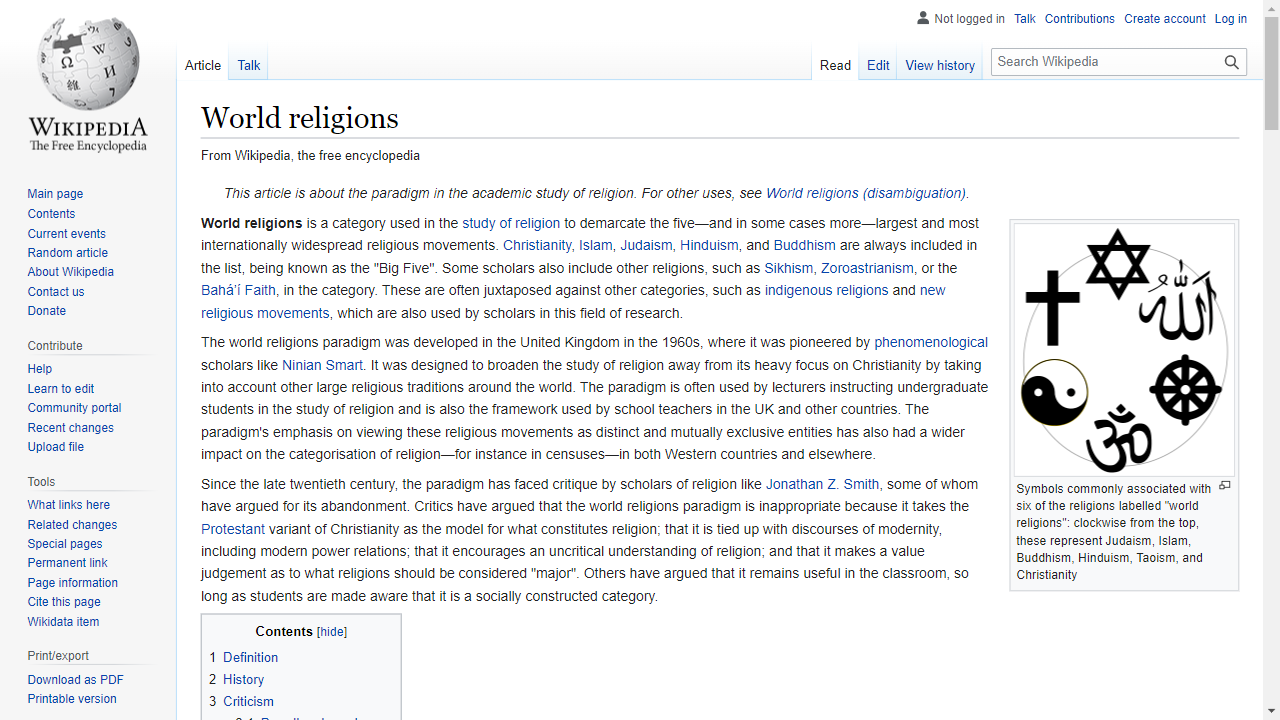 Not logged in Talk Contributions Create account Log in
Article Talk Read Edit View history Search Wikipedia
WIKIPEDIA
The Free Encyclopedia
Main page
Contents
Current events
Random article
About Wikipedia
Contact us
Donate
Contribute
Help
Learn to edit
Community portal
Recent changes
Upload file
Tools
What links here
Related changes
Special pages
Permanent link
Page information
Cite this page
Wikidata item
Print/export
Download as PDF
Printable version
World religions
From Wikipedia, the free encyclopedia
This article is about the paradigm in the academic study of religion. For other uses, see World religions (disambiguation).
World religions is a category used in the study of religion to demarcate the five—and in some cases more—largest and most
internationally widespread religious movements. Christianity, Islam, Judaism, Hinduism, and Buddhism are always included in
the list, being known as the "Big Five". Some scholars also include other religions, such as Sikhism, Zoroastrianism, or the
Bahá'í Faith, in the category. These are often juxtaposed against other categories, such as indigenous religions and new
religious movements, which are also used by scholars in this field of research.
The world religions paradigm was developed in the United Kingdom in the 1960s, where it was pioneered by phenomenological
scholars like Ninian Smart. It was designed to broaden the study of religion away from its heavy focus on Christianity by taking
into account other large religious traditions around the world. The paradigm is often used by lecturers instructing undergraduate
students in the study of religion and is also the framework used by school teachers in the UK and other countries. The
paradigm's emphasis on viewing these religious movements as distinct and mutually exclusive entities has also had a wider
impact on the categorisation of religion—for instance in censuses—in both Western countries and elsewhere.
Since the late twentieth century, the paradigm has faced critique by scholars of religion like Jonathan Z. Smith, some of whom
have argued for its abandonment. Critics have argued that the world religions paradigm is inappropriate because it takes the
Protestant variant of Christianity as the model for what constitutes religion; that it is tied up with discourses of modernity,
including modern power relations; that it encourages an uncritical understanding of religion; and that it makes a value
judgement as to what religions should be considered "major". Others have argued that it remains useful in the classroom, so
long as students are made aware that it is a socially constructed category.
الله
ॐ
Symbols commonly associated with
six of the religions labelled "world
religions": clockwise from the top,
these represent Judaism, Islam,
Buddhism, Hinduism, Taoism, and
Christianity
Contents [hide]
1 Definition
2 History
3 Criticism